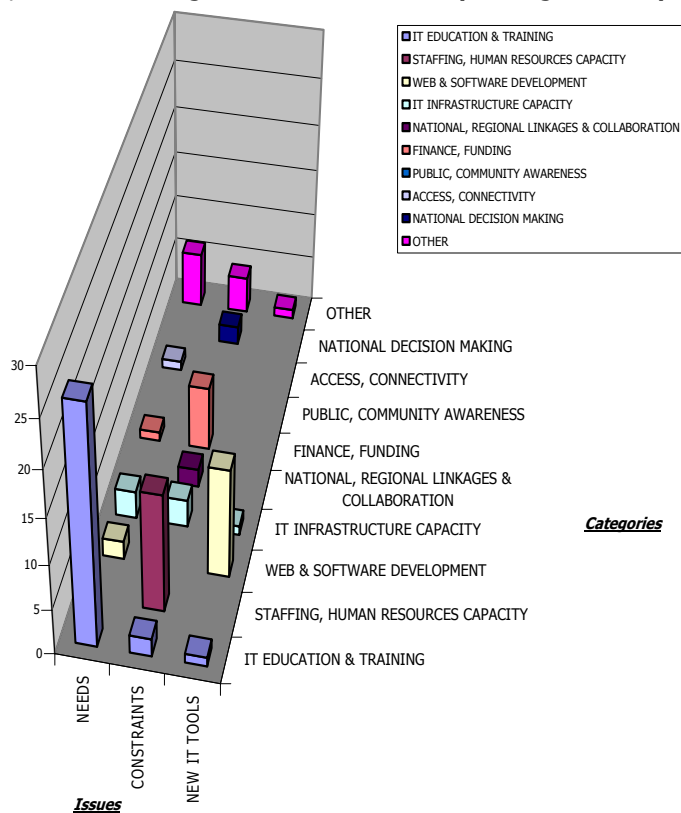 IT EDUCATION & TRAINING
STAFFING, HUMAN RESOURCES CAPACITY
WEB & SOFTWARE DEVELOPMENT
IT INFRASTRUCTURE CAPACITY
NATIONAL, REGIONAL LINKAGES & COLLABORATION
FINANCE, FUNDING
PUBLIC, COMMUNITY AWARENESS
ACCESS, CONNECTIVITY
NATIONAL DECISION MAKING
OTHER
30
25
20
15
10
5
0
OTHER
NATIONAL DECISION MAKING
ACCESS, CONNECTIVITY
PUBLIC, COMMUNITY AWARENESS
FINANCE, FUNDING
NATIONAL, REGIONAL LINKAGES &
COLLABORATION
IT INFRASTRUCTURE CAPACITY
WEB & SOFTWARE DEVELOPMENT
STAFFING, HUMAN RESOURCES CAPACITY
IT EDUCATION & TRAINING
Categories
NEEDS
CONSTRAINTS
NEW IT TOOLS
Issues